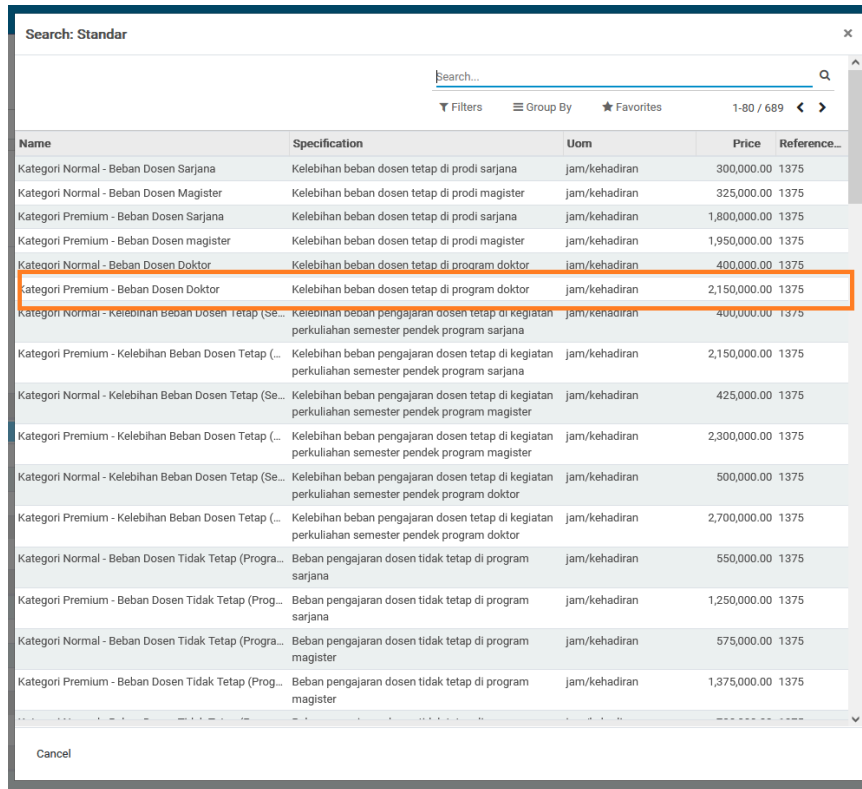 Search: Standar ×
Search...
Filters Group By Favorites 1-80 / 689
Name Specification Uom Price Reference...
Kategori Normal - Beban Dosen Sarjana Kelebihan beban dosen tetap di prodi sarjana jam/kehadiran 300,000.00 1375
Kategori Normal - Beban Dosen Magister Kelebihan beban dosen tetap di prodi magister jam/kehadiran 325,000.00 1375
Kategori Premium - Beban Dosen Sarjana Kelebihan beban dosen tetap di prodi sarjana jam/kehadiran 1,800,000.00 1375
Kategori Premium - Beban Dosen magister Kelebihan beban dosen tetap di prodi magister jam/kehadiran 1,950,000.00 1375
Kategori Normal - Beban Dosen Doktor Kelebihan beban dosen tetap di program doktor jam/kehadiran 400,000.00 1375
Kategori Premium - Beban Dosen Doktor Kelebihan beban dosen tetap di program doktor jam/kehadiran 2,150,000.00 1375
Kategori Normal - Kelebihan Beban Dosen Tetap (Se... Kelebihan beban pengajaran dosen tetap di kegiatan jam/kehadiran 400,000.00 1375
perkuliahan semester pendek program sarjana
Kategori Premium - Kelebihan Beban Dosen Tetap (... Kelebihan beban pengajaran dosen tetap di kegiatan jam/kehadiran 2,150,000.00 1375
perkuliahan semester pendek program sarjana
Kategori Normal - Kelebihan Beban Dosen Tetap (Se... Kelebihan beban pengajaran dosen tetap di kegiatan jam/kehadiran 425,000.00 1375
perkuliahan semester pendek program magister
Kategori Premium - Kelebihan Beban Dosen Tetap (... Kelebihan beban pengajaran dosen tetap di kegiatan jam/kehadiran 2,300,000.00 1375
perkuliahan semester pendek program magister
Kategori Normal - Kelebihan Beban Dosen Tetap (Se... Kelebihan beban pengajaran dosen tetap di kegiatan jam/kehadiran 500,000.00 1375
perkuliahan semester pendek program doktor
Kategori Premium - Kelebihan Beban Dosen Tetap (... Kelebihan beban pengajaran dosen tetap di kegiatan jam/kehadiran 2,700,000.00 1375
perkuliahan semester pendek program doktor
Kategori Normal - Beban Dosen Tidak Tetap (Progra... Beban pengajaran dosen tidak tetap di program jam/kehadiran 550,000.00 1375
sarjana
Kategori Premium - Beban Dosen Tidak Tetap (Prog... Beban pengajaran dosen tidak tetap di program jam/kehadiran 1,250,000.00 1375
sarjana
Kategori Normal - Beban Dosen Tidak Tetap (Progra... Beban pengajaran dosen tidak tetap di program jam/kehadiran 575,000.00 1375
magister
Kategori Premium - Beban Dosen Tidak Tetap (Prog... Beban pengajaran dosen tidak tetap di program jam/kehadiran 1,375,000.00 1375
magister
Cancel